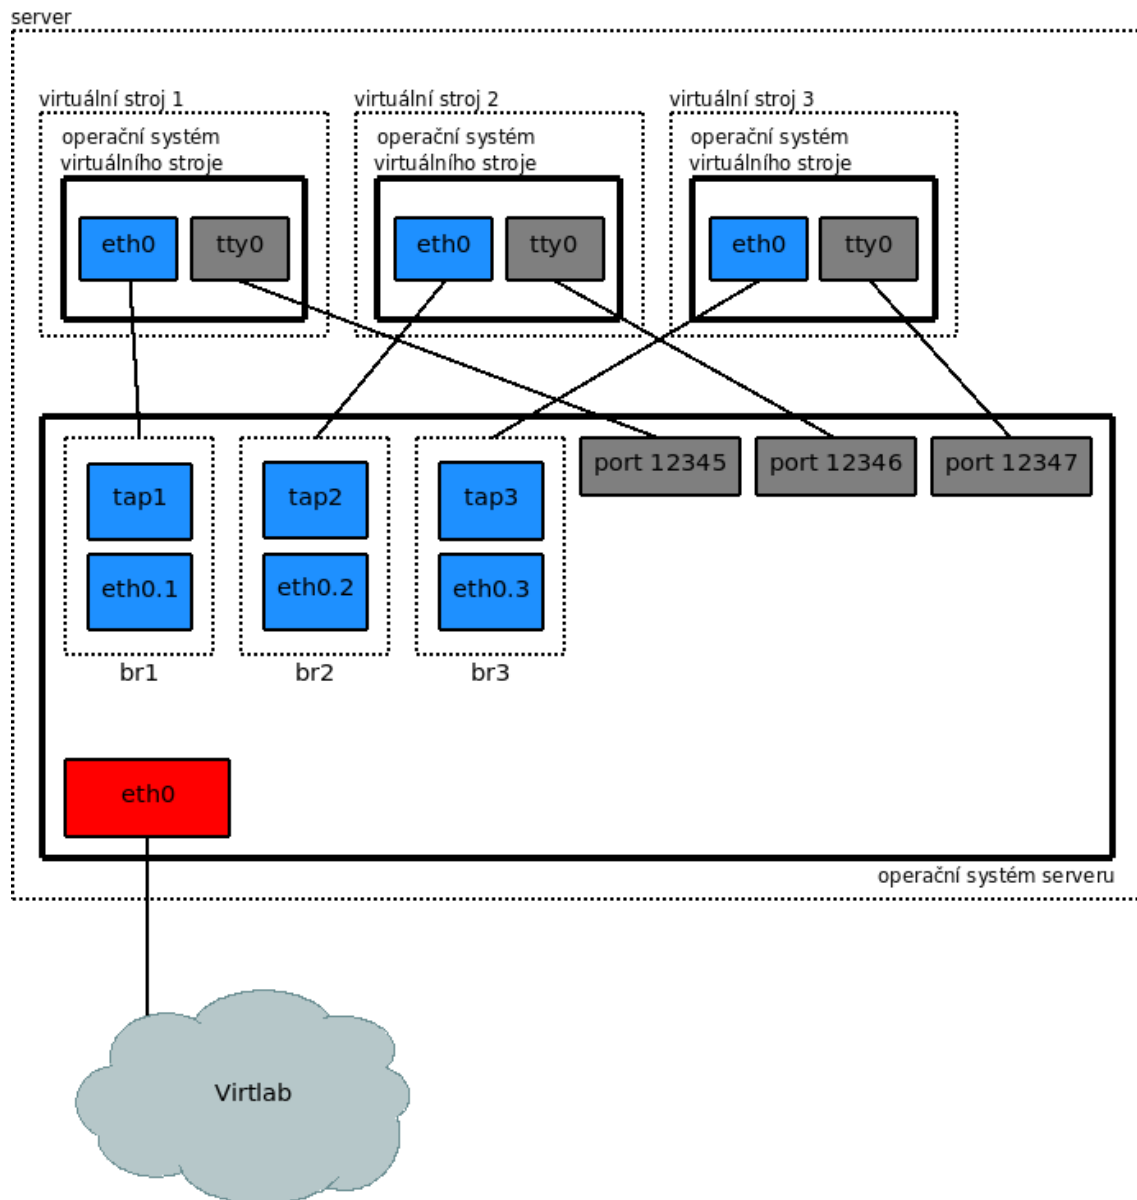 server
virtuální stroj 1
virtuální stroj 2
virtuální stroj 3
operační systém
virtuálního stroje
operační systém
virtuálního stroje
operační systém
virtuálního stroje
eth0
tty0
eth0
tty0
eth0
tty0
port 12345
port 12346
port 12347
tap1
tap2
tap3
eth0.1
eth0.2
eth0.3
br1
br2
br3
eth0
operační systém serveru
Virtlab